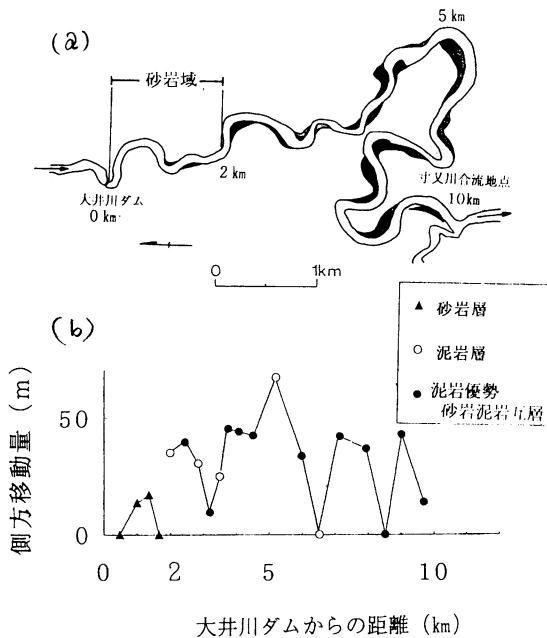 (a)
砂岩域
5 km
2 km
大井川ダム
0 km
寸又川合流地点
10km
0 1km
(b)
▲ 砂岩層
○ 泥岩層
● 泥岩優勢
砂岩泥岩互層
側方移動量 (m)
50
0
0 2 5 10
大井川ダムからの距離 (km)